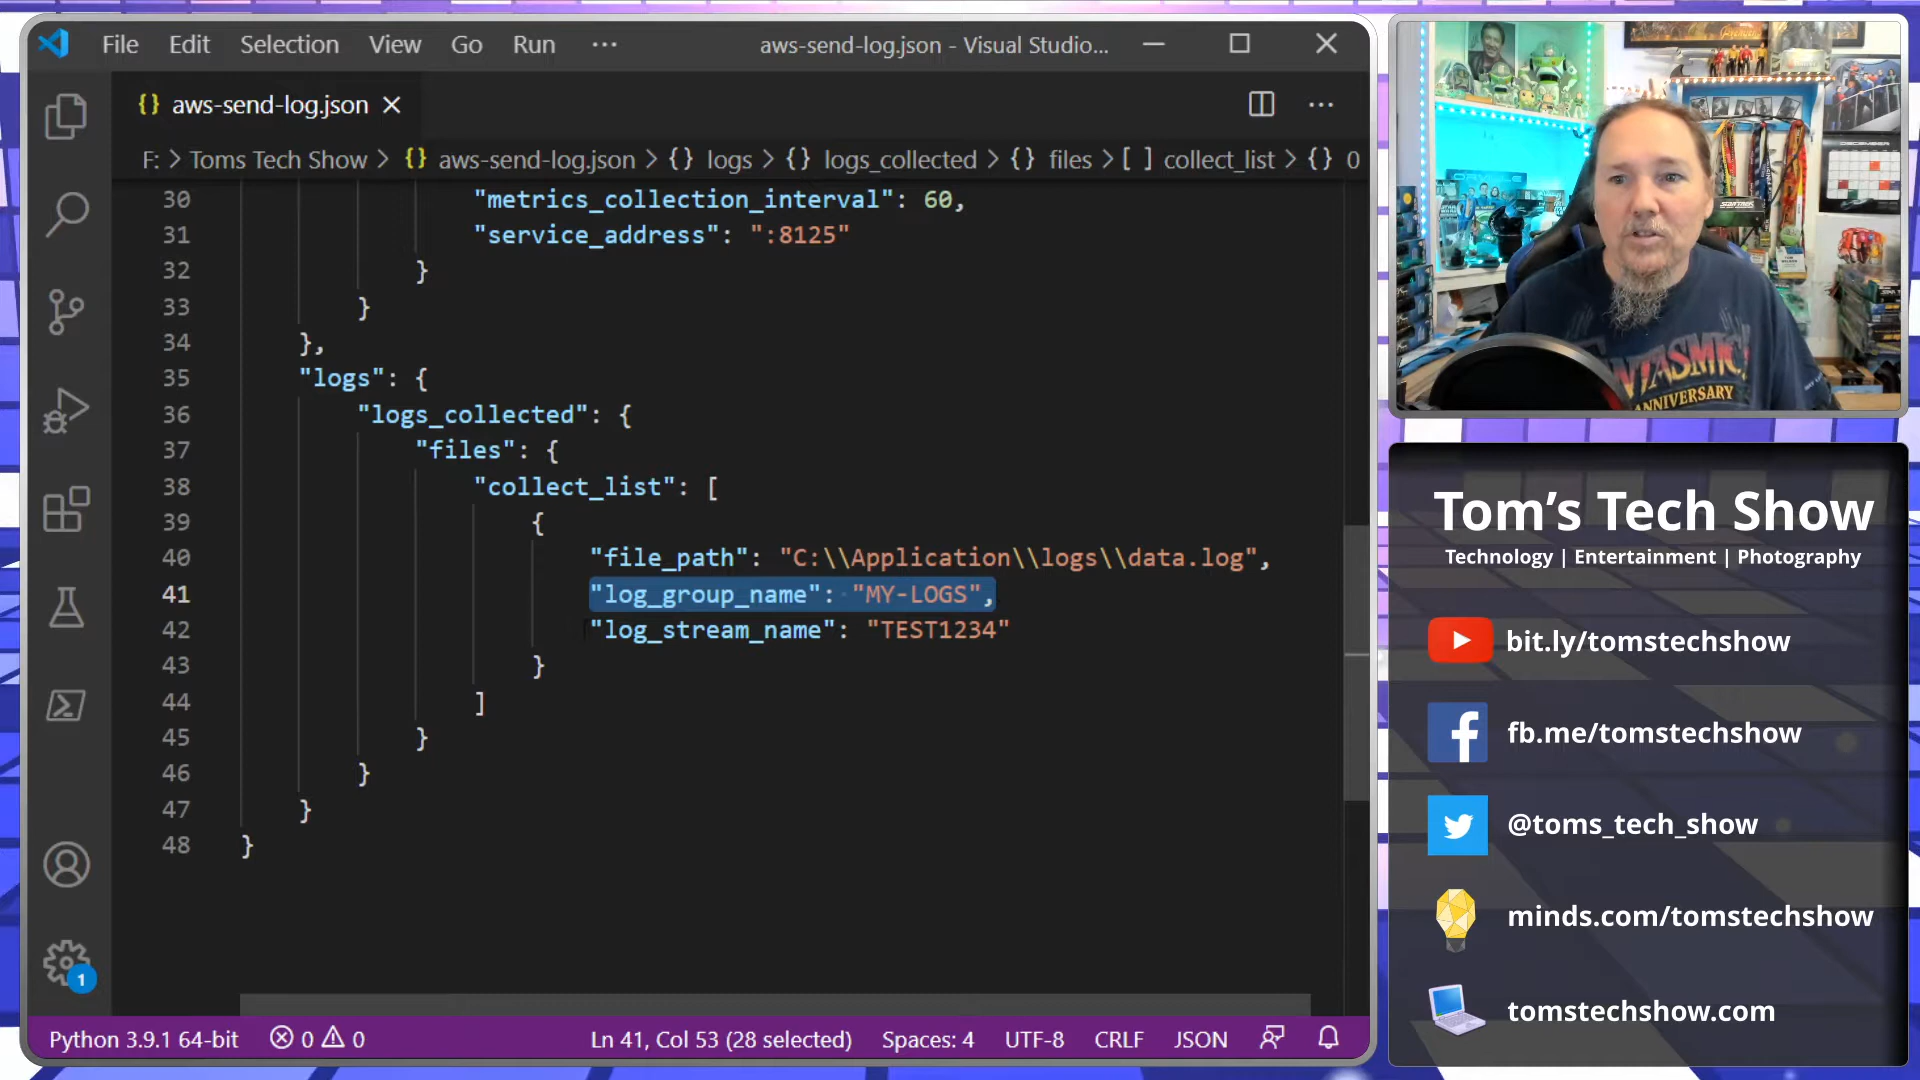 File Edit Selection View Go Run ··· aws-send-log.json - Visual Studio...
{} aws-send-log.json
F: > Toms Tech Show > {} aws-send-log.json > {} logs > {} logs_collected > {} files > [ ] collect_list > {} 0
30 "metrics_collection_interval": 60,
31 "service_address": ":8125"
32 }
33 }
34 },
35 "logs": {
36 "logs_collected": {
37 "files": {
38 "collect_list": [
39 {
40 "file_path": "C:\\Application\\logs\\data.log",
41 "log_group_name": "MY-LOGS",
42 "log_stream_name": "TEST1234"
43 }
44 ]
45 }
46 }
47 }
48 }
1
Python 3.9.1 64-bit 0 0 Ln 41, Col 53 (28 selected) Spaces: 4 UTF-8 CRLF JSON
ANNIVERSARY
Tom's Tech Show
Technology | Entertainment | Photography
bit.ly/tomstechshow
fb.me/tomstechshow
@toms_tech_show
minds.com/tomstechshow
tomstechshow.com